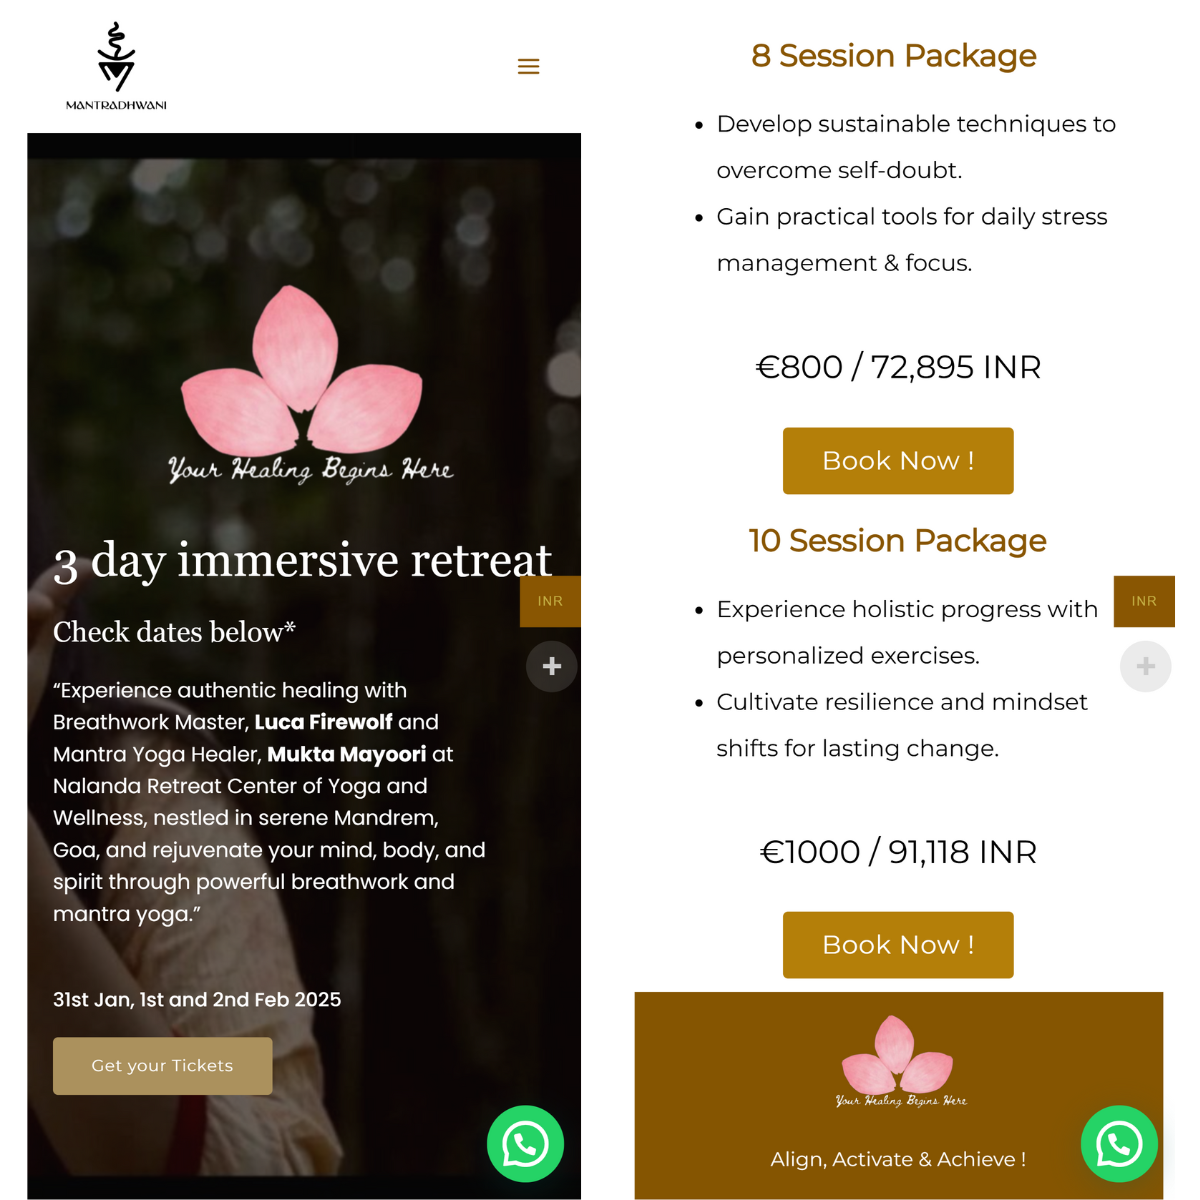 MANTRADHWANI
Your Healing Begins Here
3 day immersive retreat
INR
Check dates below*
“Experience authentic healing with
Breathwork Master, Luca Firewolf and
Mantra Yoga Healer, Mukta Mayoori at
Nalanda Retreat Center of Yoga and
Wellness, nestled in serene Mandrem,
Goa, and rejuvenate your mind, body, and
spirit through powerful breathwork and
mantra yoga.”
31st Jan, 1st and 2nd Feb 2025
Get your Tickets
8 Session Package
• Develop sustainable techniques to
overcome self-doubt.
• Gain practical tools for daily stress
management & focus.
€800 / 72,895 INR
Book Now !
10 Session Package
• Experience holistic progress with
INR
personalized exercises.
• Cultivate resilience and mindset
shifts for lasting change.
€1000 / 91,118 INR
Book Now !
Your Healing Begins Here
Align, Activate & Achieve !